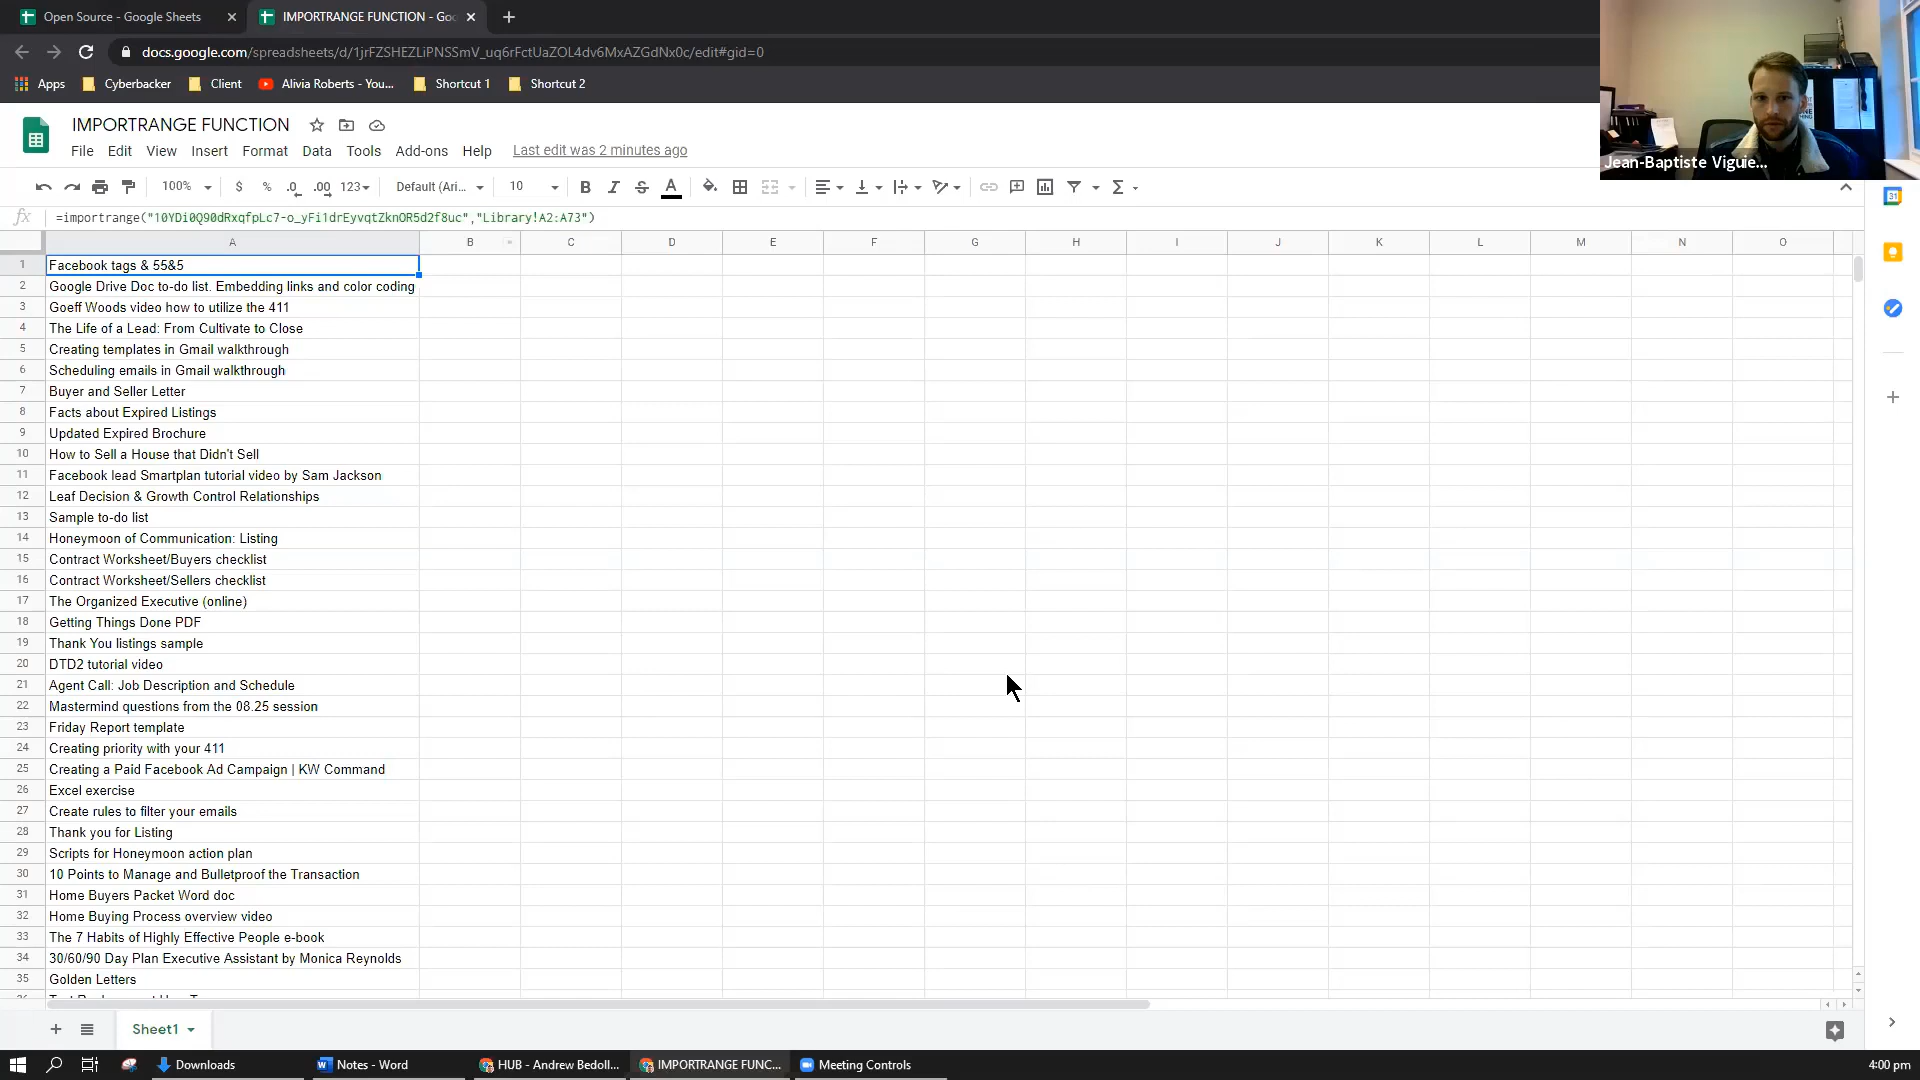 Open Source - Google Sheets
IMPORTRANGE FUNCTION - Goo
docs.google.com/spreadsheets/d/1jrFZSHEZLiPNSSmV_uq6rFctUaZOL4dv6MxAZGdNx0c/edit#gid=0
Apps Cyberbacker Client Alivia Roberts - You... Shortcut 1 Shortcut 2
IMPORTRANGE FUNCTION
File Edit View Insert Format Data Tools Add-ons Help Last edit was 2 minutes ago
100% $ % .0 .00 123 Default (Ari... 10 B I S A
fx =importrange("10YDi0Q90dRxqfpLc7-o_yFi1drEyvqtZknOR5d2f8uc","Library!A2:A73")
A B C D E F G H I J K L M N O
1 Facebook tags & 55&5
2 Google Drive Doc to-do list. Embedding links and color coding
3 Goeff Woods video how to utilize the 411
4 The Life of a Lead: From Cultivate to Close
5 Creating templates in Gmail walkthrough
6 Scheduling emails in Gmail walkthrough
7 Buyer and Seller Letter
8 Facts about Expired Listings
9 Updated Expired Brochure
10 How to Sell a House that Didn't Sell
11 Facebook lead Smartplan tutorial video by Sam Jackson
12 Leaf Decision & Growth Control Relationships
13 Sample to-do list
14 Honeymoon of Communication: Listing
15 Contract Worksheet/Buyers checklist
16 Contract Worksheet/Sellers checklist
17 The Organized Executive (online)
18 Getting Things Done PDF
19 Thank You listings sample
20 DTD2 tutorial video
21 Agent Call: Job Description and Schedule
22 Mastermind questions from the 08.25 session
23 Friday Report template
24 Creating priority with your 411
25 Creating a Paid Facebook Ad Campaign | KW Command
26 Excel exercise
27 Create rules to filter your emails
28 Thank you for Listing
29 Scripts for Honeymoon action plan
30 10 Points to Manage and Bulletproof the Transaction
31 Home Buyers Packet Word doc
32 Home Buying Process overview video
33 The 7 Habits of Highly Effective People e-book
34 30/60/90 Day Plan Executive Assistant by Monica Reynolds
35 Golden Letters
Sheet1
Downloads Notes - Word HUB - Andrew Bedoll... IMPORTRANGE FUNC... Meeting Controls 4:00 pm
Jean-Baptiste Viguie...
31